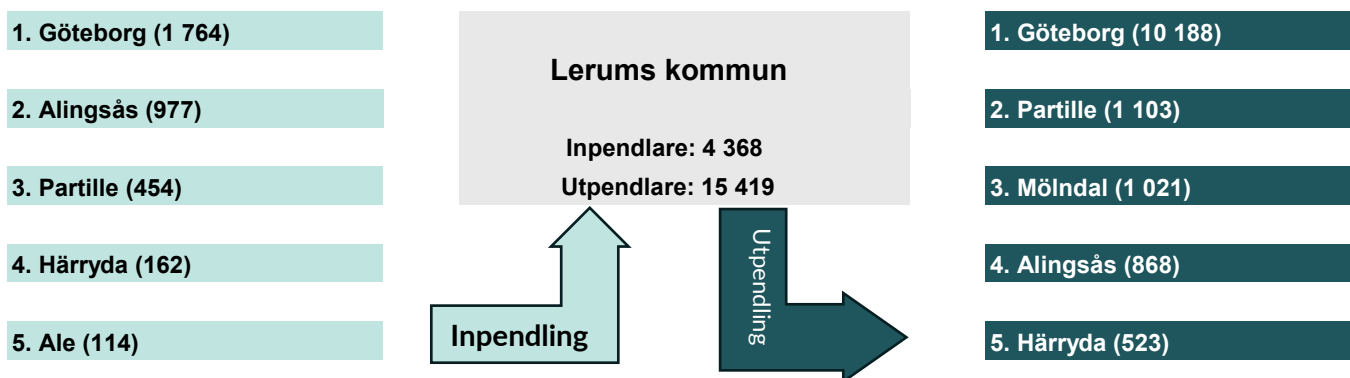 1. Göteborg (1 764)
2. Alingsås (977)
3. Partille (454)
4. Härryda (162)
5. Ale (114)
Lerums kommun
Inpendlare: 4 368
Utpendlare: 15 419
Inpendling
Utpendling
1. Göteborg (10 188)
2. Partille (1 103)
3. Mölndal (1 021)
4. Alingsås (868)
5. Härryda (523)